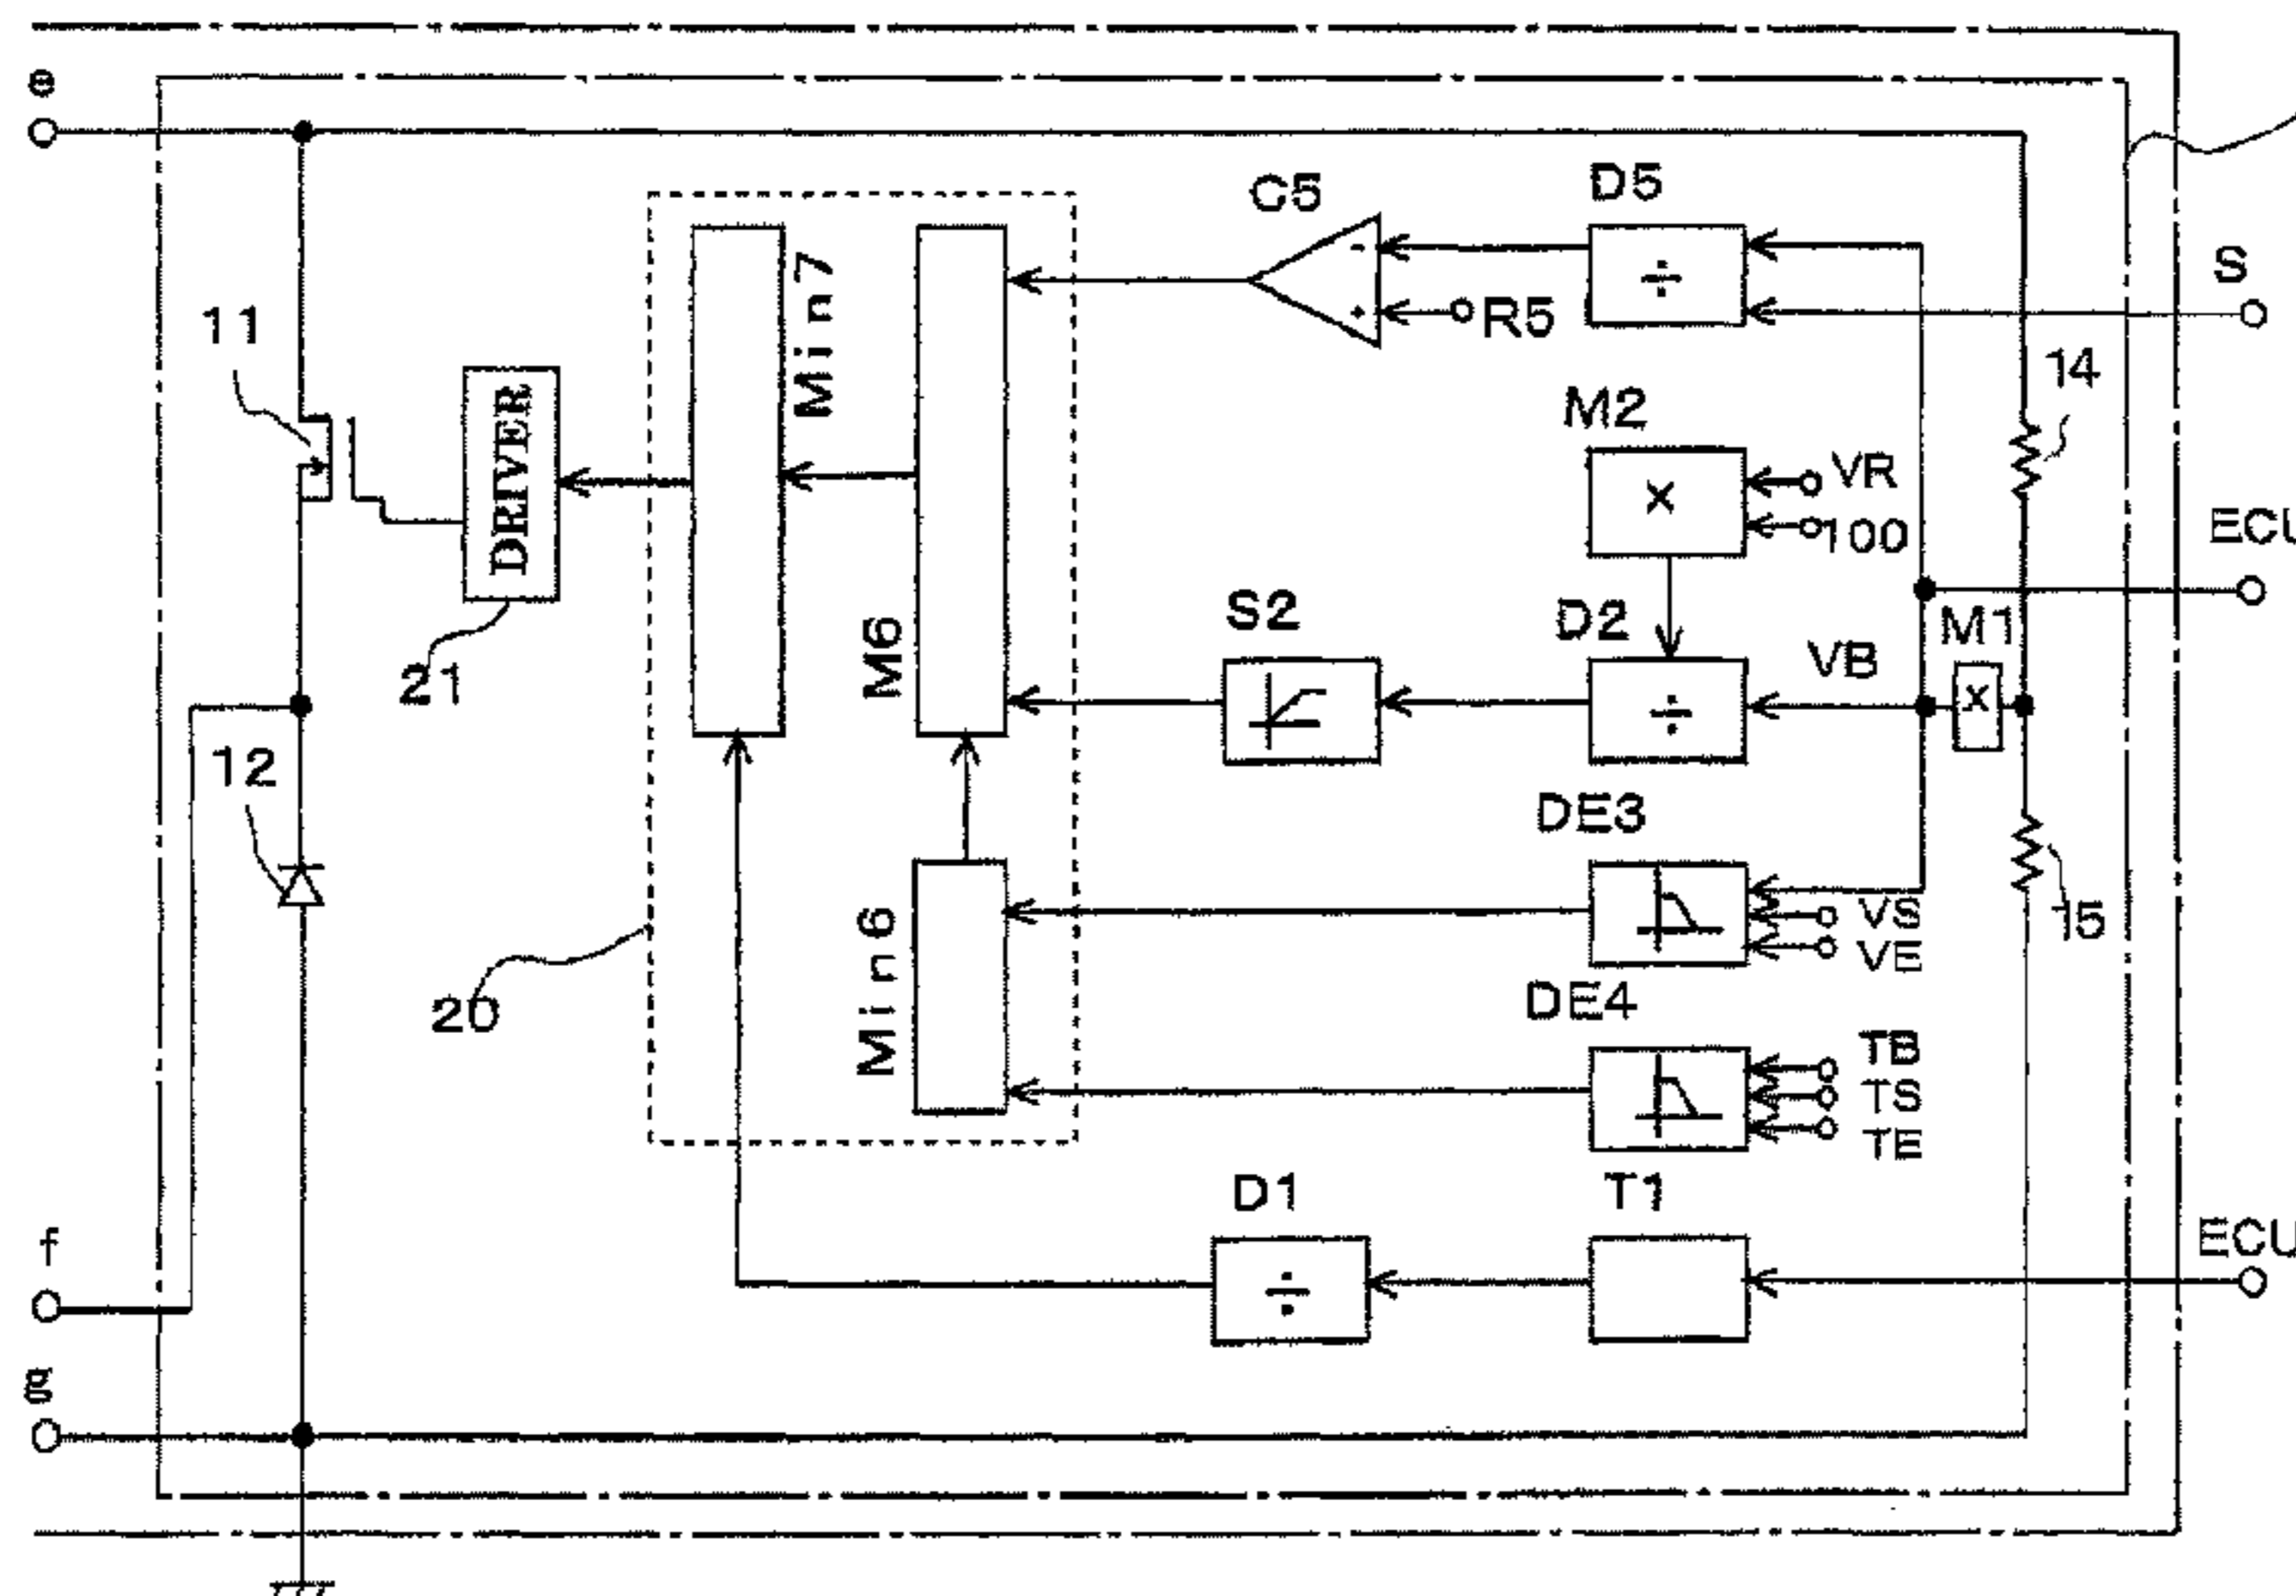 e
D5
C5
S
÷
-
+
R5
11
Min7
14
M2
DRIVER
VR
x
100
ECU
S2
D2
M1
M6
VB
x
21
÷
12
DE3
VS
VE
15
Min6
20
DE4
TB
TS
TE
D1
T1
f
ECU
÷
g